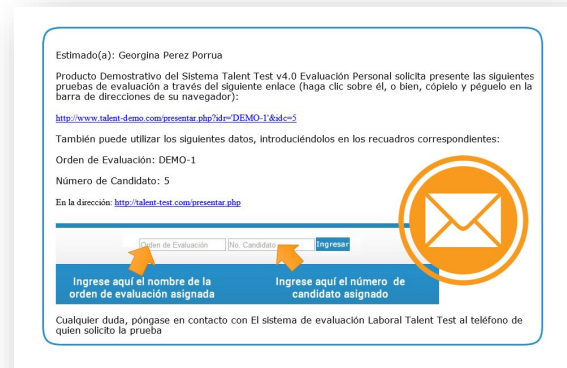 Estimado(a): Georgina Perez Porrua
Producto Demostrativo del Sistema Talent Test v4.0 Evaluación Personal solicita presente las siguientes
pruebas de evaluación a través del siguiente enlace (haga clic sobre él, o bien, cópielo y péguelo en la
barra de direcciones de su navegador):
http://www.talent-demo.com/presentar.php?idr='DEMO-1'&idc=5
También puede utilizar los siguientes datos, introduciéndolos en los recuadros correspondientes:
Orden de Evaluación: DEMO-1
Número de Candidato: 5
En la dirección: http://talent-test.com/presentar.php
Orden de Evaluación No. Candidato Ingresar
Ingrese aquí el nombre de la
orden de evaluación asignada
Ingrese aquí el número de
candidato asignado
Cualquier duda, póngase en contacto con El sistema de evaluación Laboral Talent Test al teléfono de
quien solicito la prueba